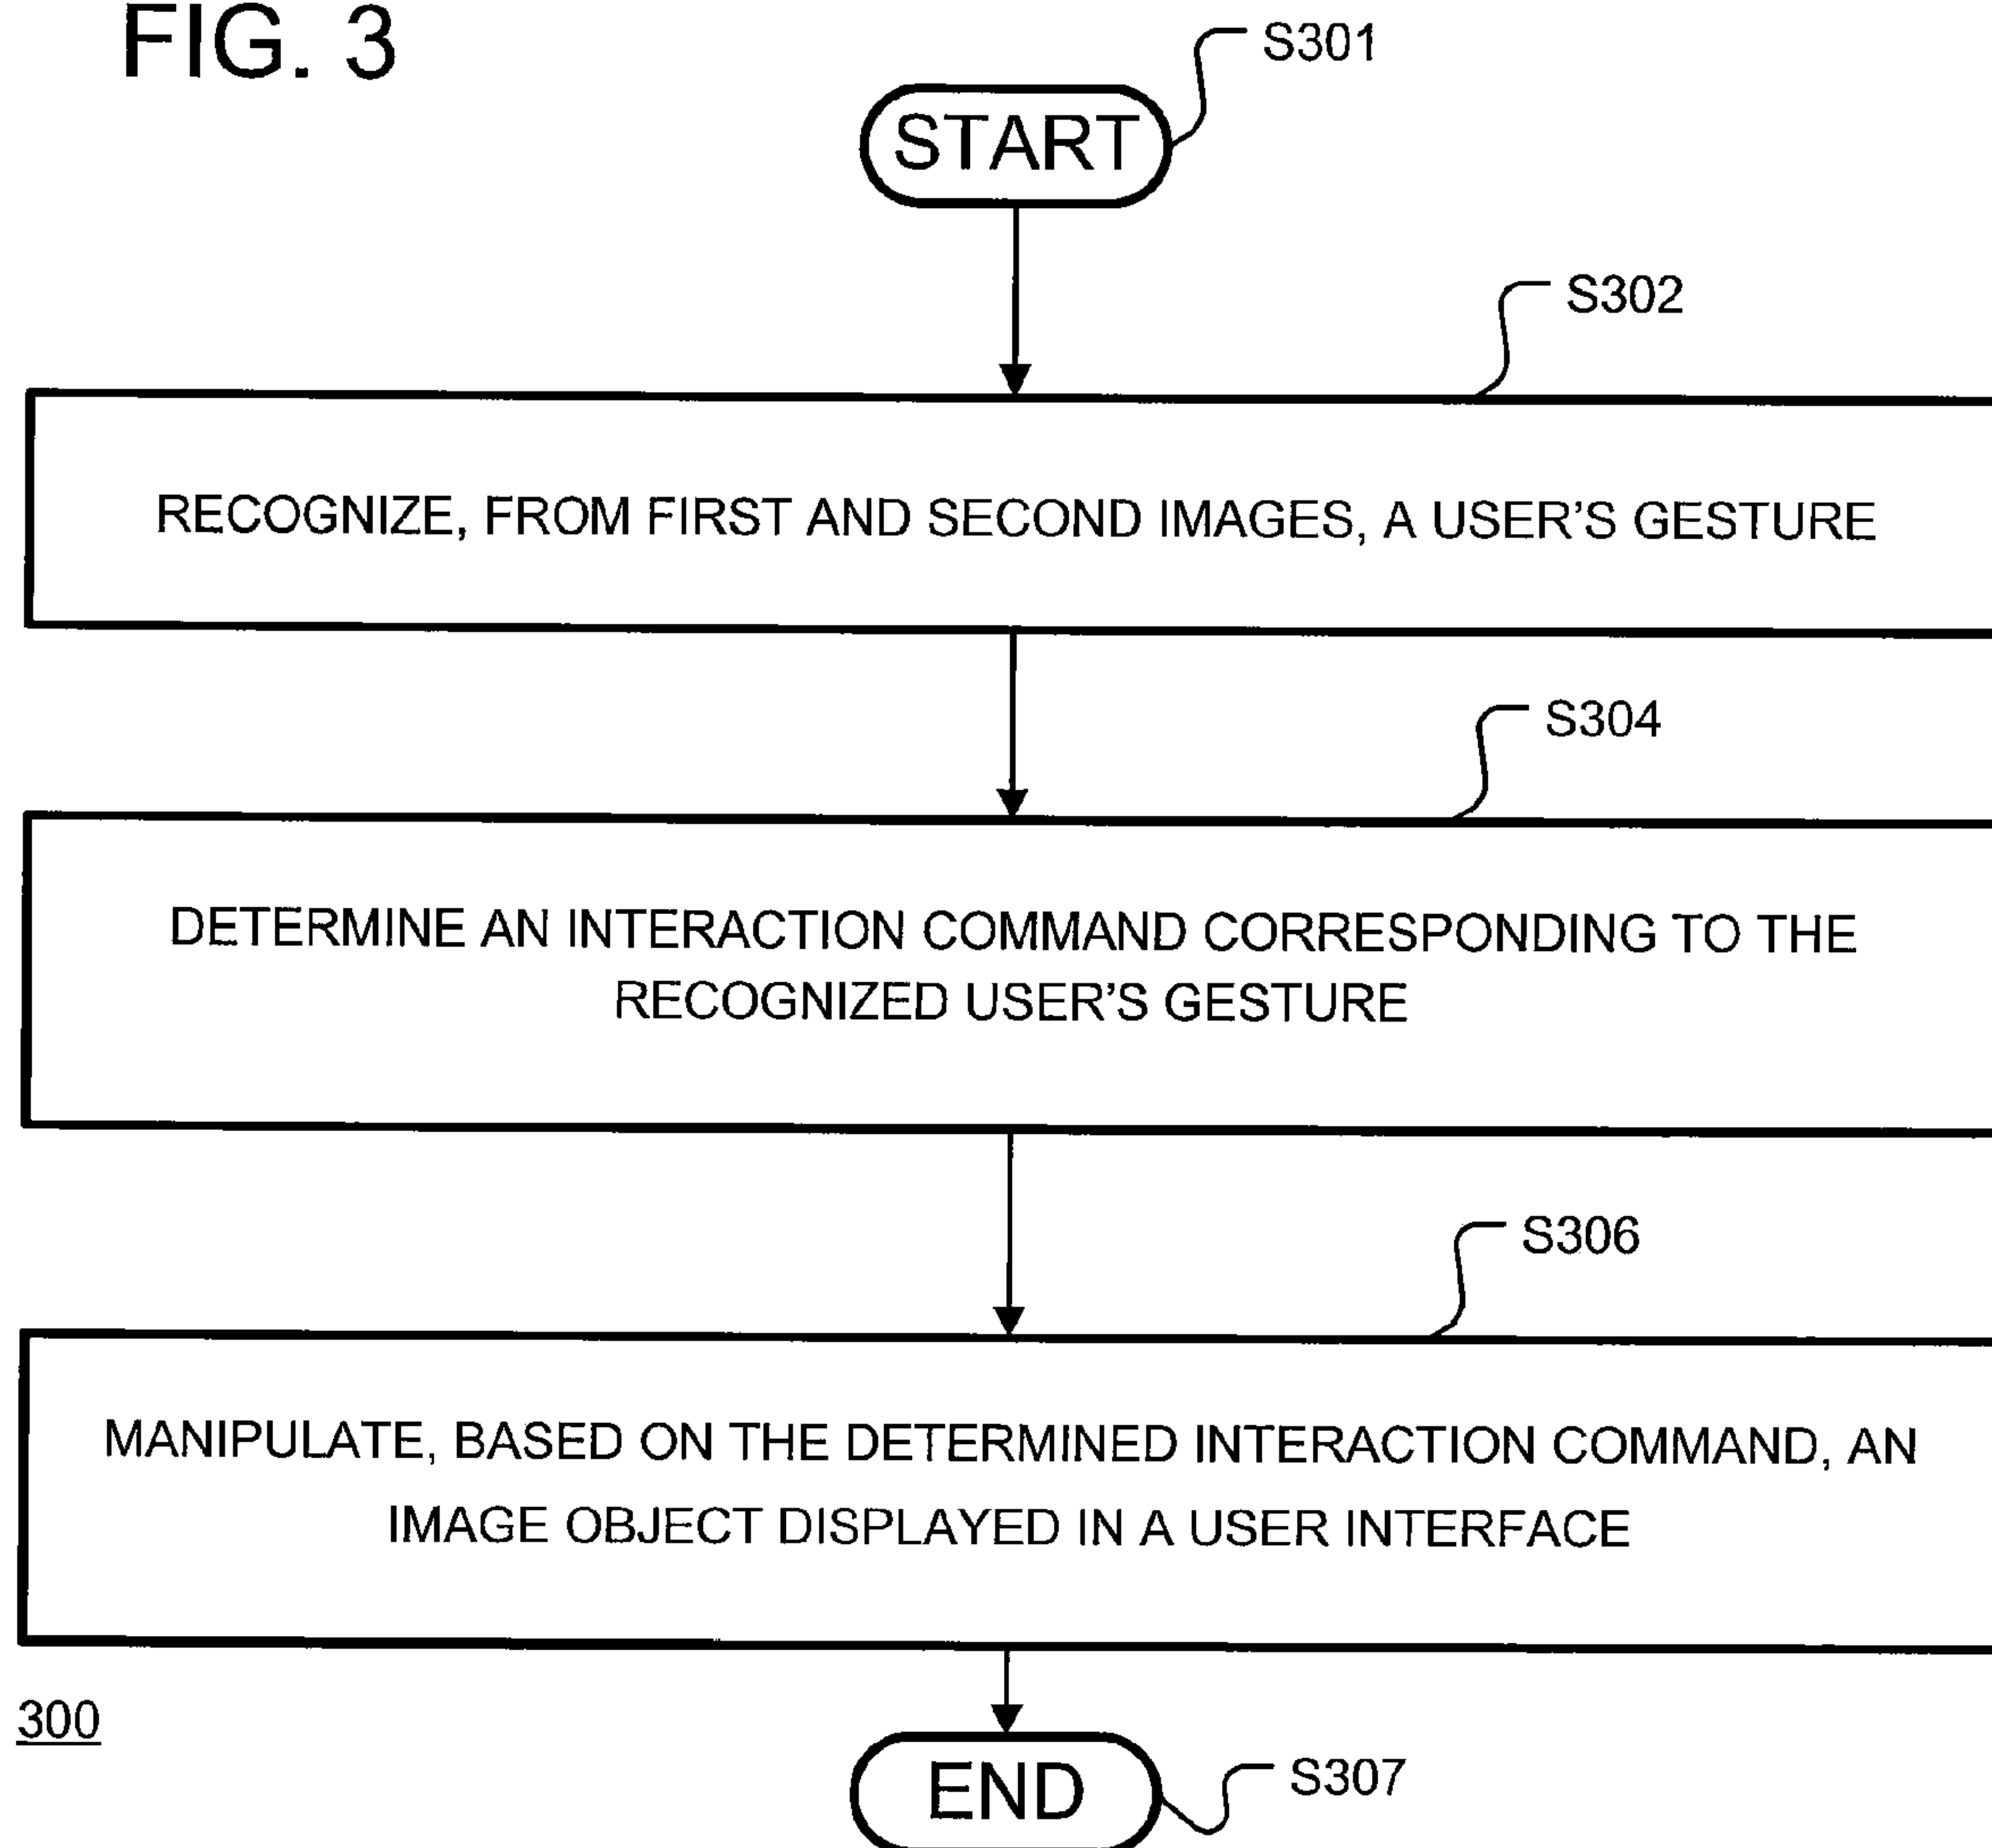 FIG. 3
S301
START
S302
RECOGNIZE, FROM FIRST AND SECOND IMAGES, A USER'S GESTURE
S304
DETERMINE AN INTERACTION COMMAND CORRESPONDING TO THE
RECOGNIZED USER'S GESTURE
S306
MANIPULATE, BASED ON THE DETERMINED INTERACTION COMMAND, AN
IMAGE OBJECT DISPLAYED IN A USER INTERFACE
300
END
S307